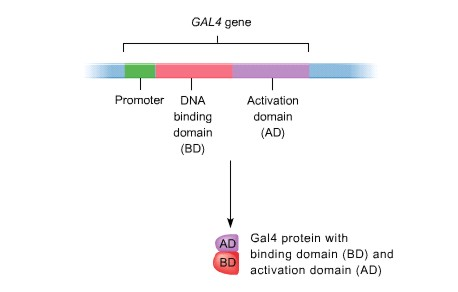 GAL4 gene
Promoter
DNA
binding
domain
(BD)
Activation
domain
(AD)
AD
BD
Gal4 protein with
binding domain (BD) and
activation domain (AD)